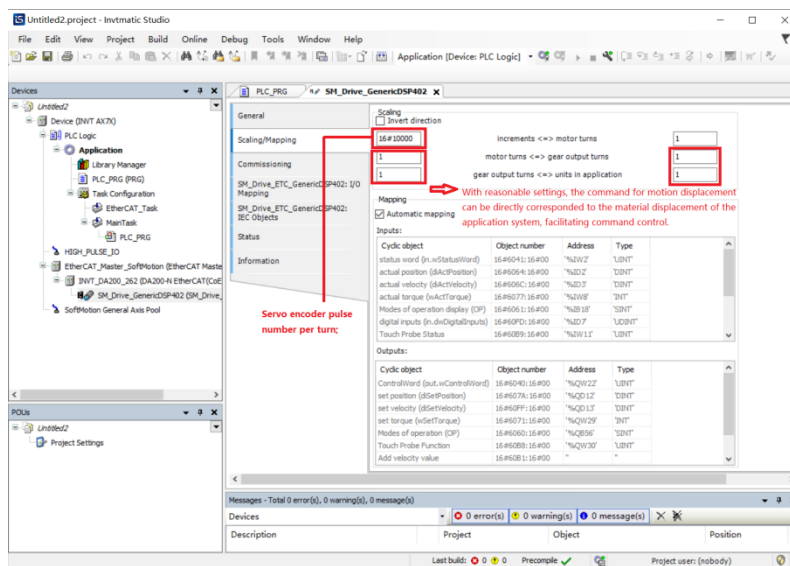 Untitled2.project - Invtmatic Studio
File Edit View Project Build Online Debug Tools Window Help
Application [Device: PLC Logic]
Devices
Untitled2
Device (INVT AX7X)
PLC Logic
Application
Library Manager
PLC_PRG (PRG)
Task Configuration
EtherCAT_Task
MainTask
PLC_PRG
HIGH_PULSE_IO
EtherCAT_Master_SoftMotion (EtherCAT Maste
INVT_DA200_262 (DA200-N EtherCAT(CoE
SM_Drive_GenericDSP402 (SM_Drive_
SoftMotion General Axis Pool
POUs
Untitled2
Project Settings
PLC_PRG SM_Drive_GenericDSP402
General
Scaling/Mapping
Commissioning
SM_Drive_ETC_GenericDSP402: I/O
Mapping
SM_Drive_ETC_GenericDSP402:
IEC Objects
Status
Information
Servo encoder pulse
number per turn;
Scaling
Invert direction
16#10000 increments <=> motor turns 1
1 motor turns <=> gear output turns 1
1 gear output turns <=> units in application 1
With reasonable settings, the command for motion displacement
can be directly corresponded to the material displacement of the
application system, facilitating command control.
Mapping
Automatic mapping
Inputs:
Cyclic object Object number Address Type
status word (in.wStatusWord) 16#6041:16#00 '%IW2' 'UINT'
actual position (diActPosition) 16#6064:16#00 '%ID2' 'DINT'
actual velocity (diActVelocity) 16#606C:16#00 '%ID3' 'DINT'
actual torque (wActTorque) 16#6077:16#00 '%IW8' 'INT'
Modes of operation display (OP) 16#6061:16#00 '%IB18' 'SINT'
digital inputs (in.dwDigitalInputs) 16#60FD:16#00 '%ID7' 'UDINT'
Touch Probe Status 16#60B9:16#00 '%IW11' 'UINT'
Outputs:
Cyclic object Object number Address Type
ControlWord (out.wControlWord) 16#6040:16#00 '%QW22' 'UINT'
set position (diSetPosition) 16#607A:16#00 '%QD12' 'DINT'
set velocity (diSetVelocity) 16#60FF:16#00 '%QD13' 'DINT'
set torque (wSetTorque) 16#6071:16#00 '%QW29' 'INT'
Modes of operation (OP) 16#6060:16#00 '%QB56' 'SINT'
Touch Probe Function 16#60B8:16#00 '%QW30' 'UINT'
Add velocity value 16#60B1:16#00 '' ''
Messages - Total 0 error(s), 0 warning(s), 0 message(s)
Devices 0 error(s) 0 warning(s) 0 message(s)
Description Project Object Position
Last build: 0 0 Precompile Project user: (nobody)